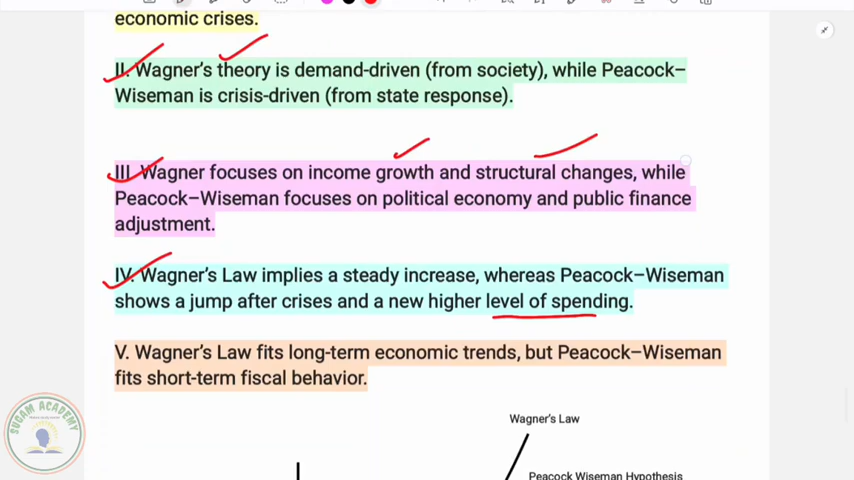 economic crises.
II. Wagner's theory is demand-driven (from society), while Peacock–
Wiseman is crisis-driven (from state response).
III. Wagner focuses on income growth and structural changes, while
Peacock–Wiseman focuses on political economy and public finance
adjustment.
IV. Wagner's Law implies a steady increase, whereas Peacock–Wiseman
shows a jump after crises and a new higher level of spending.
V. Wagner's Law fits long-term economic trends, but Peacock–Wiseman
fits short-term fiscal behavior.
Wagner's Law
Peacock Wiseman Hypothesis
SUGAM ACADEMY